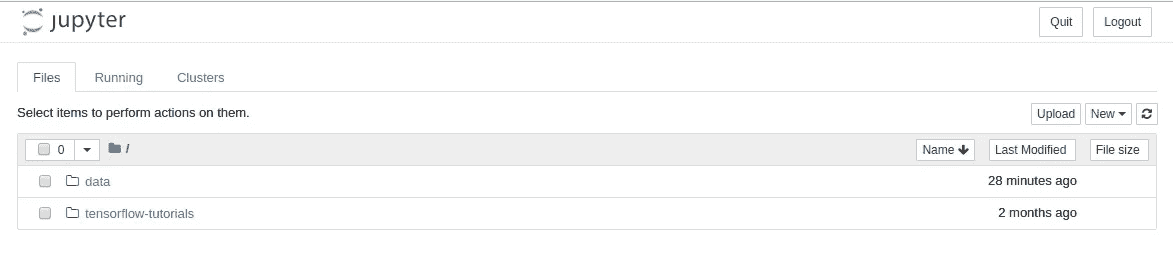 jupyter Quit Logout
Files Running Clusters
Select items to perform actions on them. Upload New
0 / Name Last Modified File size
data 28 minutes ago
tensorflow-tutorials 2 months ago